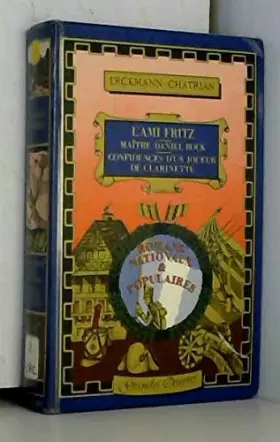 ERCKMANN-CHATRIAN
L'AMI FRITZ
MAÎTRE DANIEL ROCK
CONFIDENCES D'UN JOUEUR
DE CLARINETTE
ROMANS
NATIONAUX
&
POPULAIRES